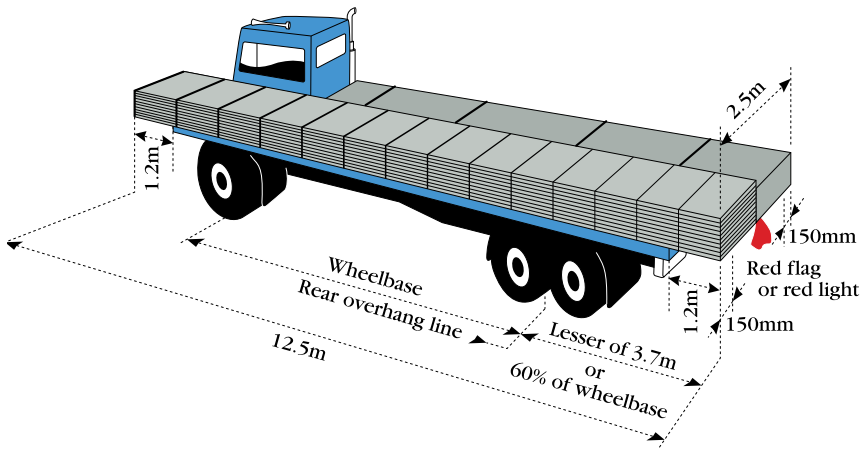 2.5m
1.2m
150mm
Red flag
or red light
1.2m
150mm
Wheelbase
Rear overhang line
12.5m
Lesser of 3.7m
or
60% of wheelbase